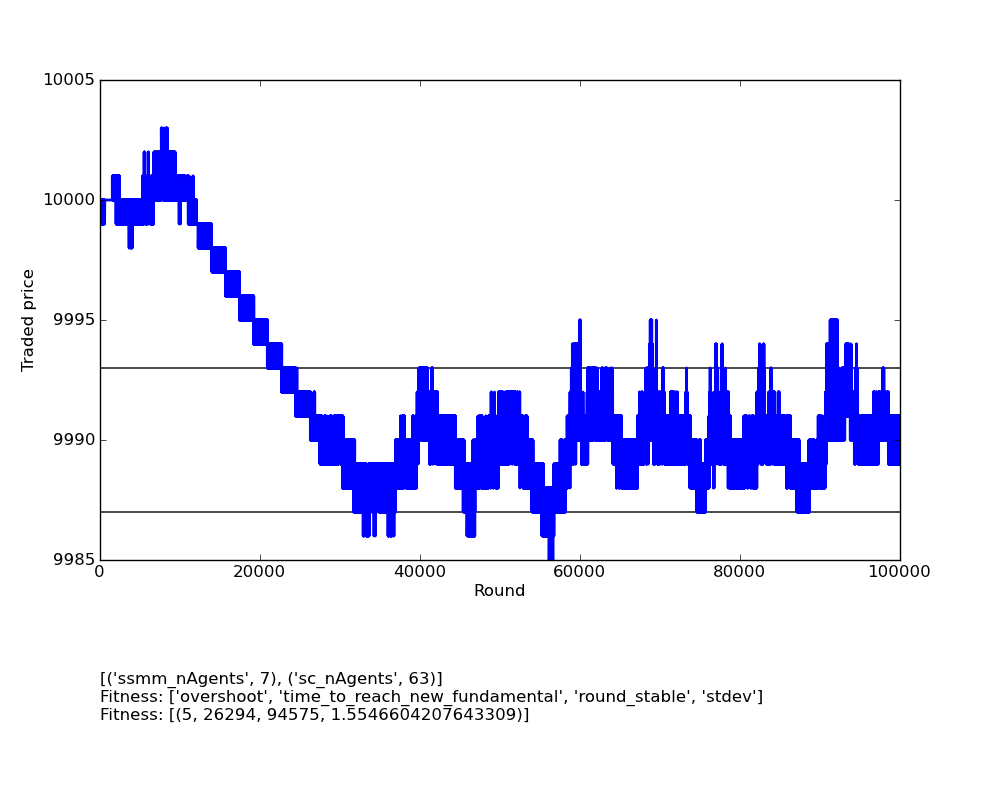 10005
10000
9995
9990
9985
Traded price
0 20000 40000 60000 80000 100000
Round
[('ssmm_nAgents', 7), ('sc_nAgents', 63)]
Fitness: ['overshoot', 'time_to_reach_new_fundamental', 'round_stable', 'stdev']
Fitness: [(5, 26294, 94575, 1.5546604207643309)]